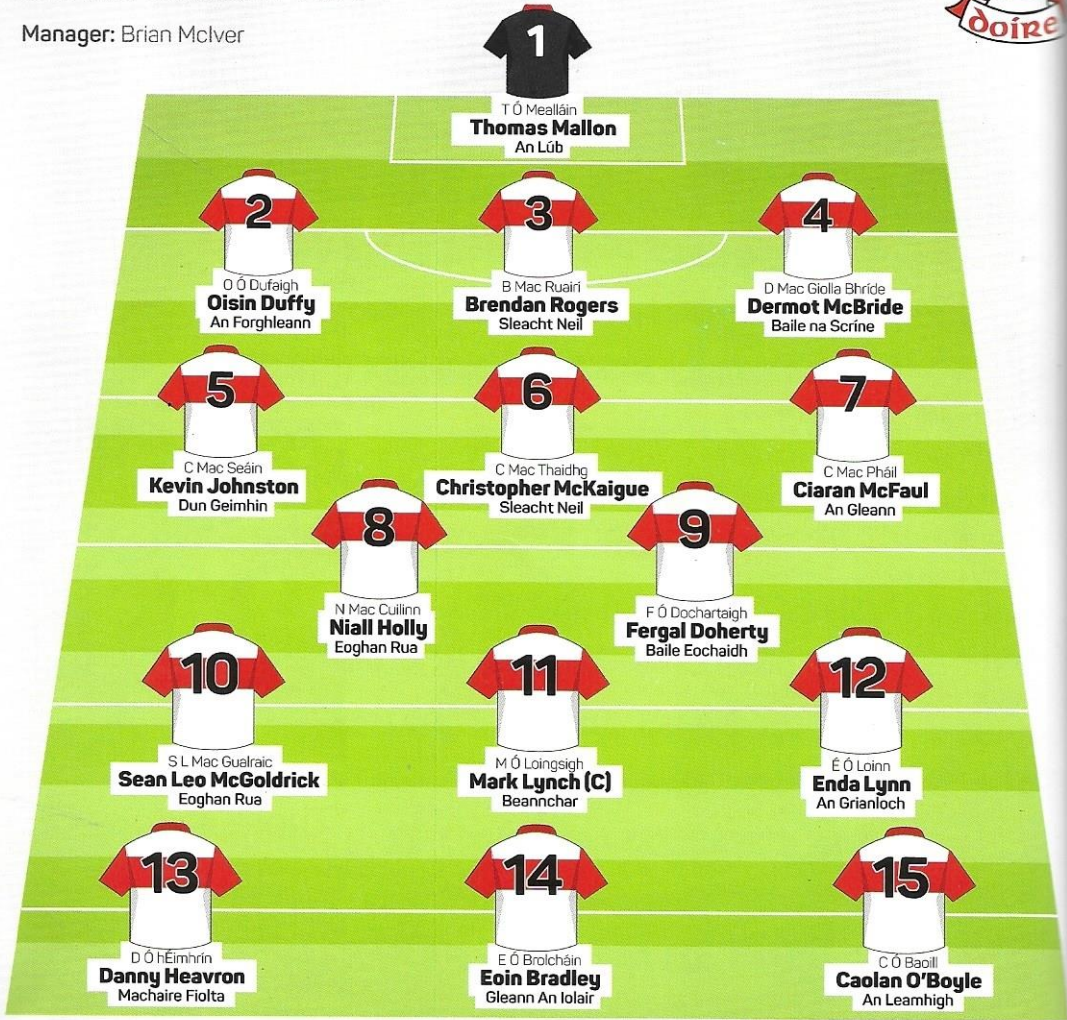 Manager: Brian McIver
doire
1
T Ó Mealláin
Thomas Mallon
An Lúb
2
O Ó Dufaigh
Oisin Duffy
An Forghleann
3
B Mac Ruairi
Brendan Rogers
Sleacht Neil
4
D Mac Giolla Bhríde
Dermot McBride
Baile na Scríne
5
C Mac Seáin
Kevin Johnston
Dun Geimhin
6
C Mac Thaidhg
Christopher McKaigue
Sleacht Neil
7
C Mac Pháil
Ciaran McFaul
An Gleann
8
N Mac Cuilinn
Niall Holly
Eoghan Rua
9
F Ó Dochartaigh
Fergal Doherty
Baile Eochaidh
10
S L Mac Gualraic
Sean Leo McGoldrick
Eoghan Rua
11
M Ó Loingsigh
Mark Lynch (C)
Beannchar
12
É Ó Loinn
Enda Lynn
An Grianloch
13
D Ó hÉimhrín
Danny Heavron
Machaire Fiolta
14
E Ó Brolcháin
Eoin Bradley
Gleann An Iolair
15
C Ó Baoill
Caolan O'Boyle
An Leamhigh